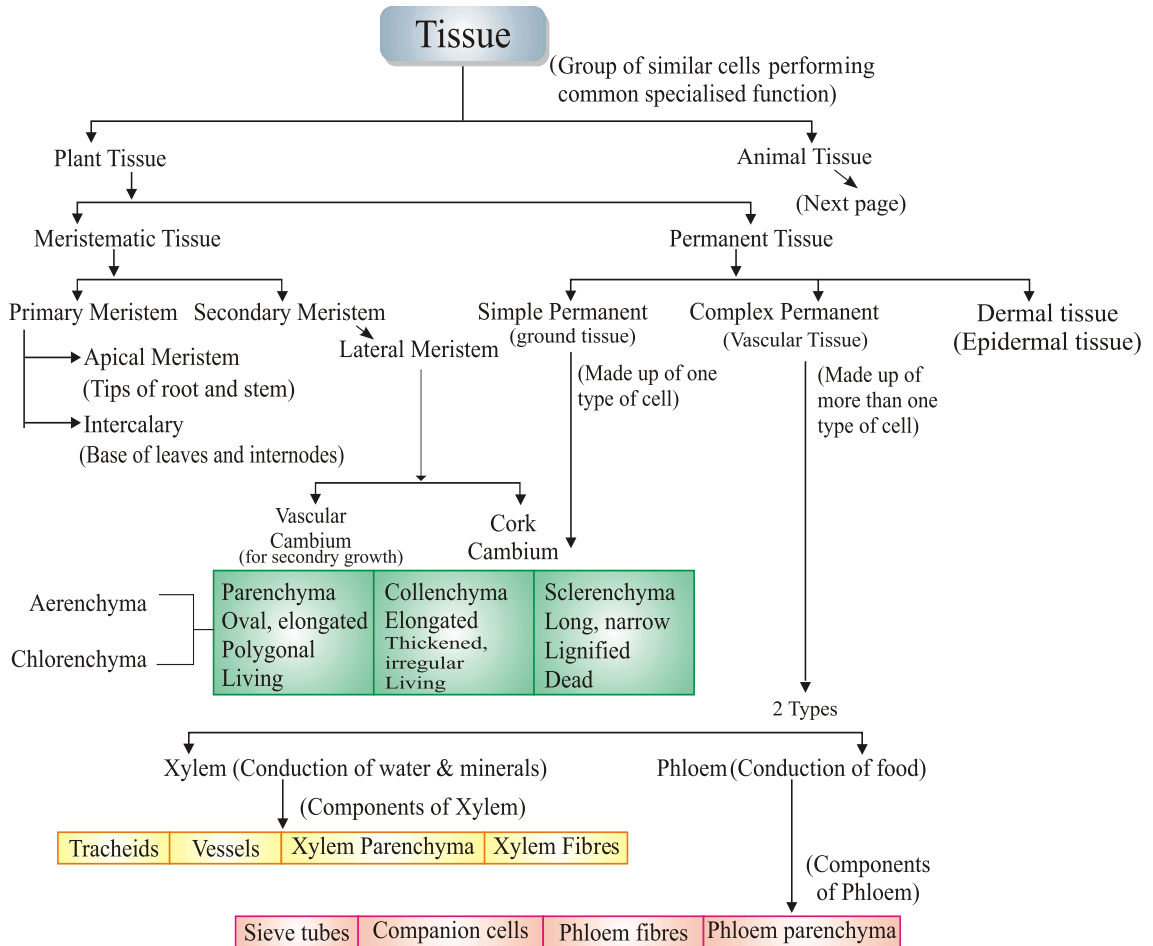 Tissue
(Group of similar cells performing
common specialised function)
Plant Tissue
Animal Tissue
(Next page)
Meristematic Tissue
Permanent Tissue
Primary Meristem
Secondary Meristem
Simple Permanent
(ground tissue)
Complex Permanent
(Vascular Tissue)
Dermal tissue
(Epidermal tissue)
Lateral Meristem
Apical Meristem
(Tips of root and stem)
Intercalary
(Base of leaves and internodes)
(Made up of one
type of cell)
(Made up of
more than one
type of cell)
Vascular
Cambium
(for secondry growth)
Cork
Cambium
Aerenchyma
Chlorenchyma
Parenchyma
Oval, elongated
Polygonal
Living
Collenchyma
Elongated
Thickened,
irregular
Living
Sclerenchyma
Long, narrow
Lignified
Dead
2 Types
Xylem (Conduction of water & minerals)
Phloem (Conduction of food)
(Components of Xylem)
Tracheids
Vessels
Xylem Parenchyma
Xylem Fibres
(Components
of Phloem)
Sieve tubes
Companion cells
Phloem fibres
Phloem parenchyma